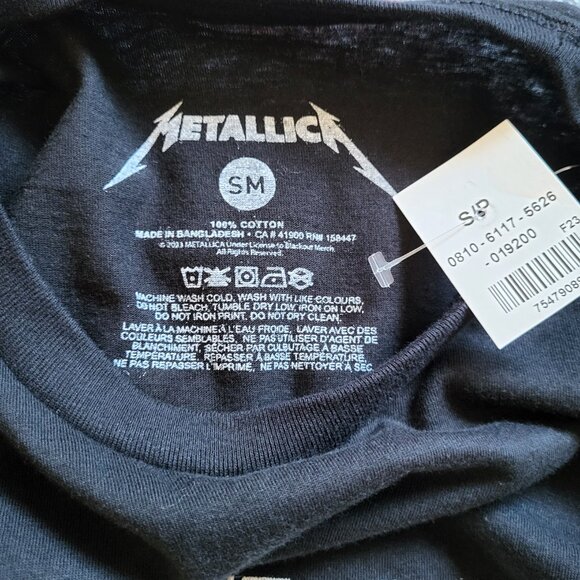 METALLICA
SM
100% COTTON
MADE IN BANGLADESH • CA # 41900 RN# 158447
© 2023 METALLICA Under License to Blackout Merch.
All Rights Reserved.
MACHINE WASH COLD, WASH WITH LIKE COLOURS,
DO NOT BLEACH, TUMBLE DRY LOW, IRON ON LOW,
DO NOT IRON PRINT, DO NOT DRY CLEAN.
LAVER À LA MACHINE À L'EAU FROIDE, LAVER AVEC DES
COULEURS SEMBLABLES, NE PAS UTILISER D'AGENT DE
BLANCHIMENT, SÉCHER PAR CULBUTAGE À BASSE
TEMPÉRATURE, REPASSER À BASSE TEMPÉRATURE,
NE PAS REPASSER L'IMPRIMÉ, NE PAS NETTOYER À SEC
S/P
0810-6117-5626
-019200
F23